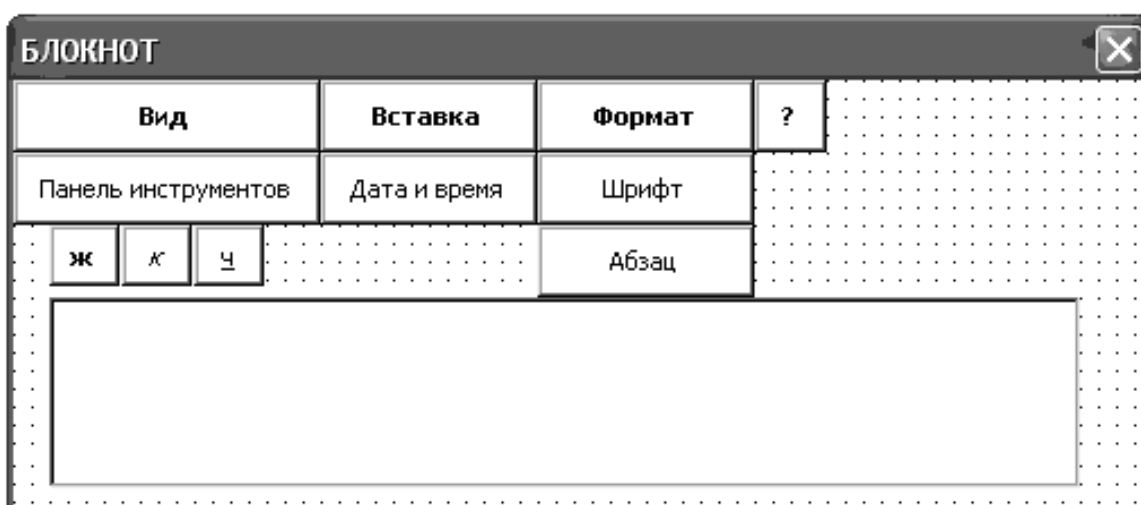 БЛОКНОТ
Вид Вставка Формат ?
Панель инструментов Дата и время Шрифт
Ж К Ч Абзац